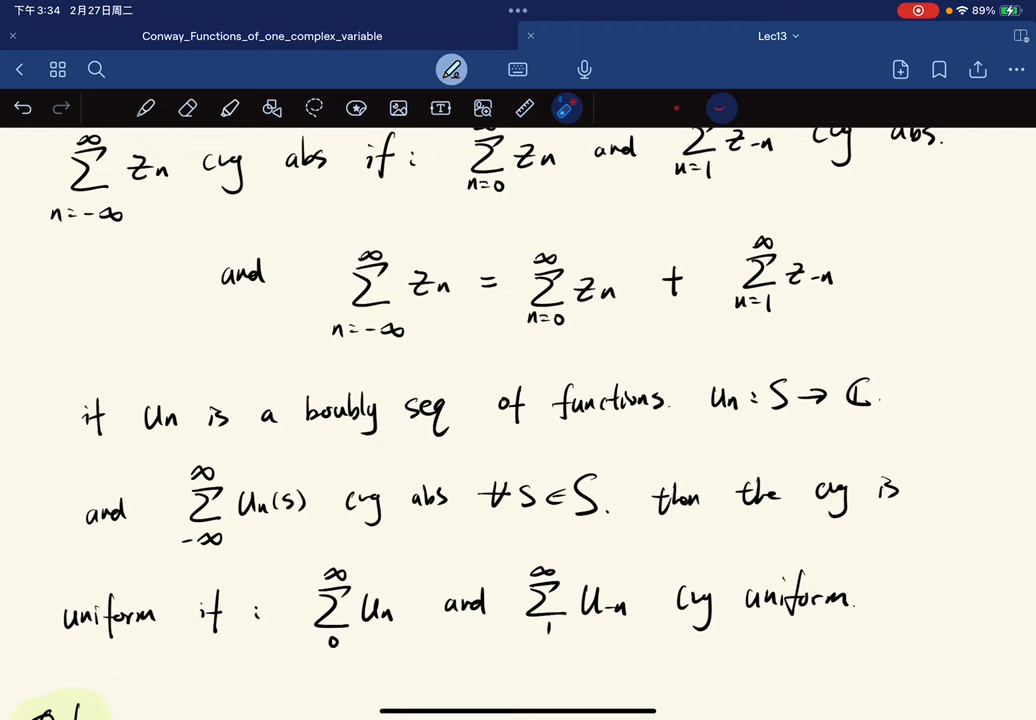 下午3:34 2月27日周二
89%
Conway_Functions_of_one_complex_variable
Lec13
∑_{n=-∞}^{∞} zn cvg abs if: ∑_{n=0}^{∞} zn and ∑_{n=1}^{∞} z-n cvg abs.
and ∑_{n=-∞}^{∞} zn = ∑_{n=0}^{∞} zn + ∑_{n=1}^{∞} z-n
if un is a boubly seq of functions. un : S → ℂ.
and ∑_{-∞}^{∞} un(s) cvg abs ∀ s ∈ S. then the cvg is
uniform if : ∑_{0}^{∞} un and ∑_{1}^{∞} u-n cvg uniform.